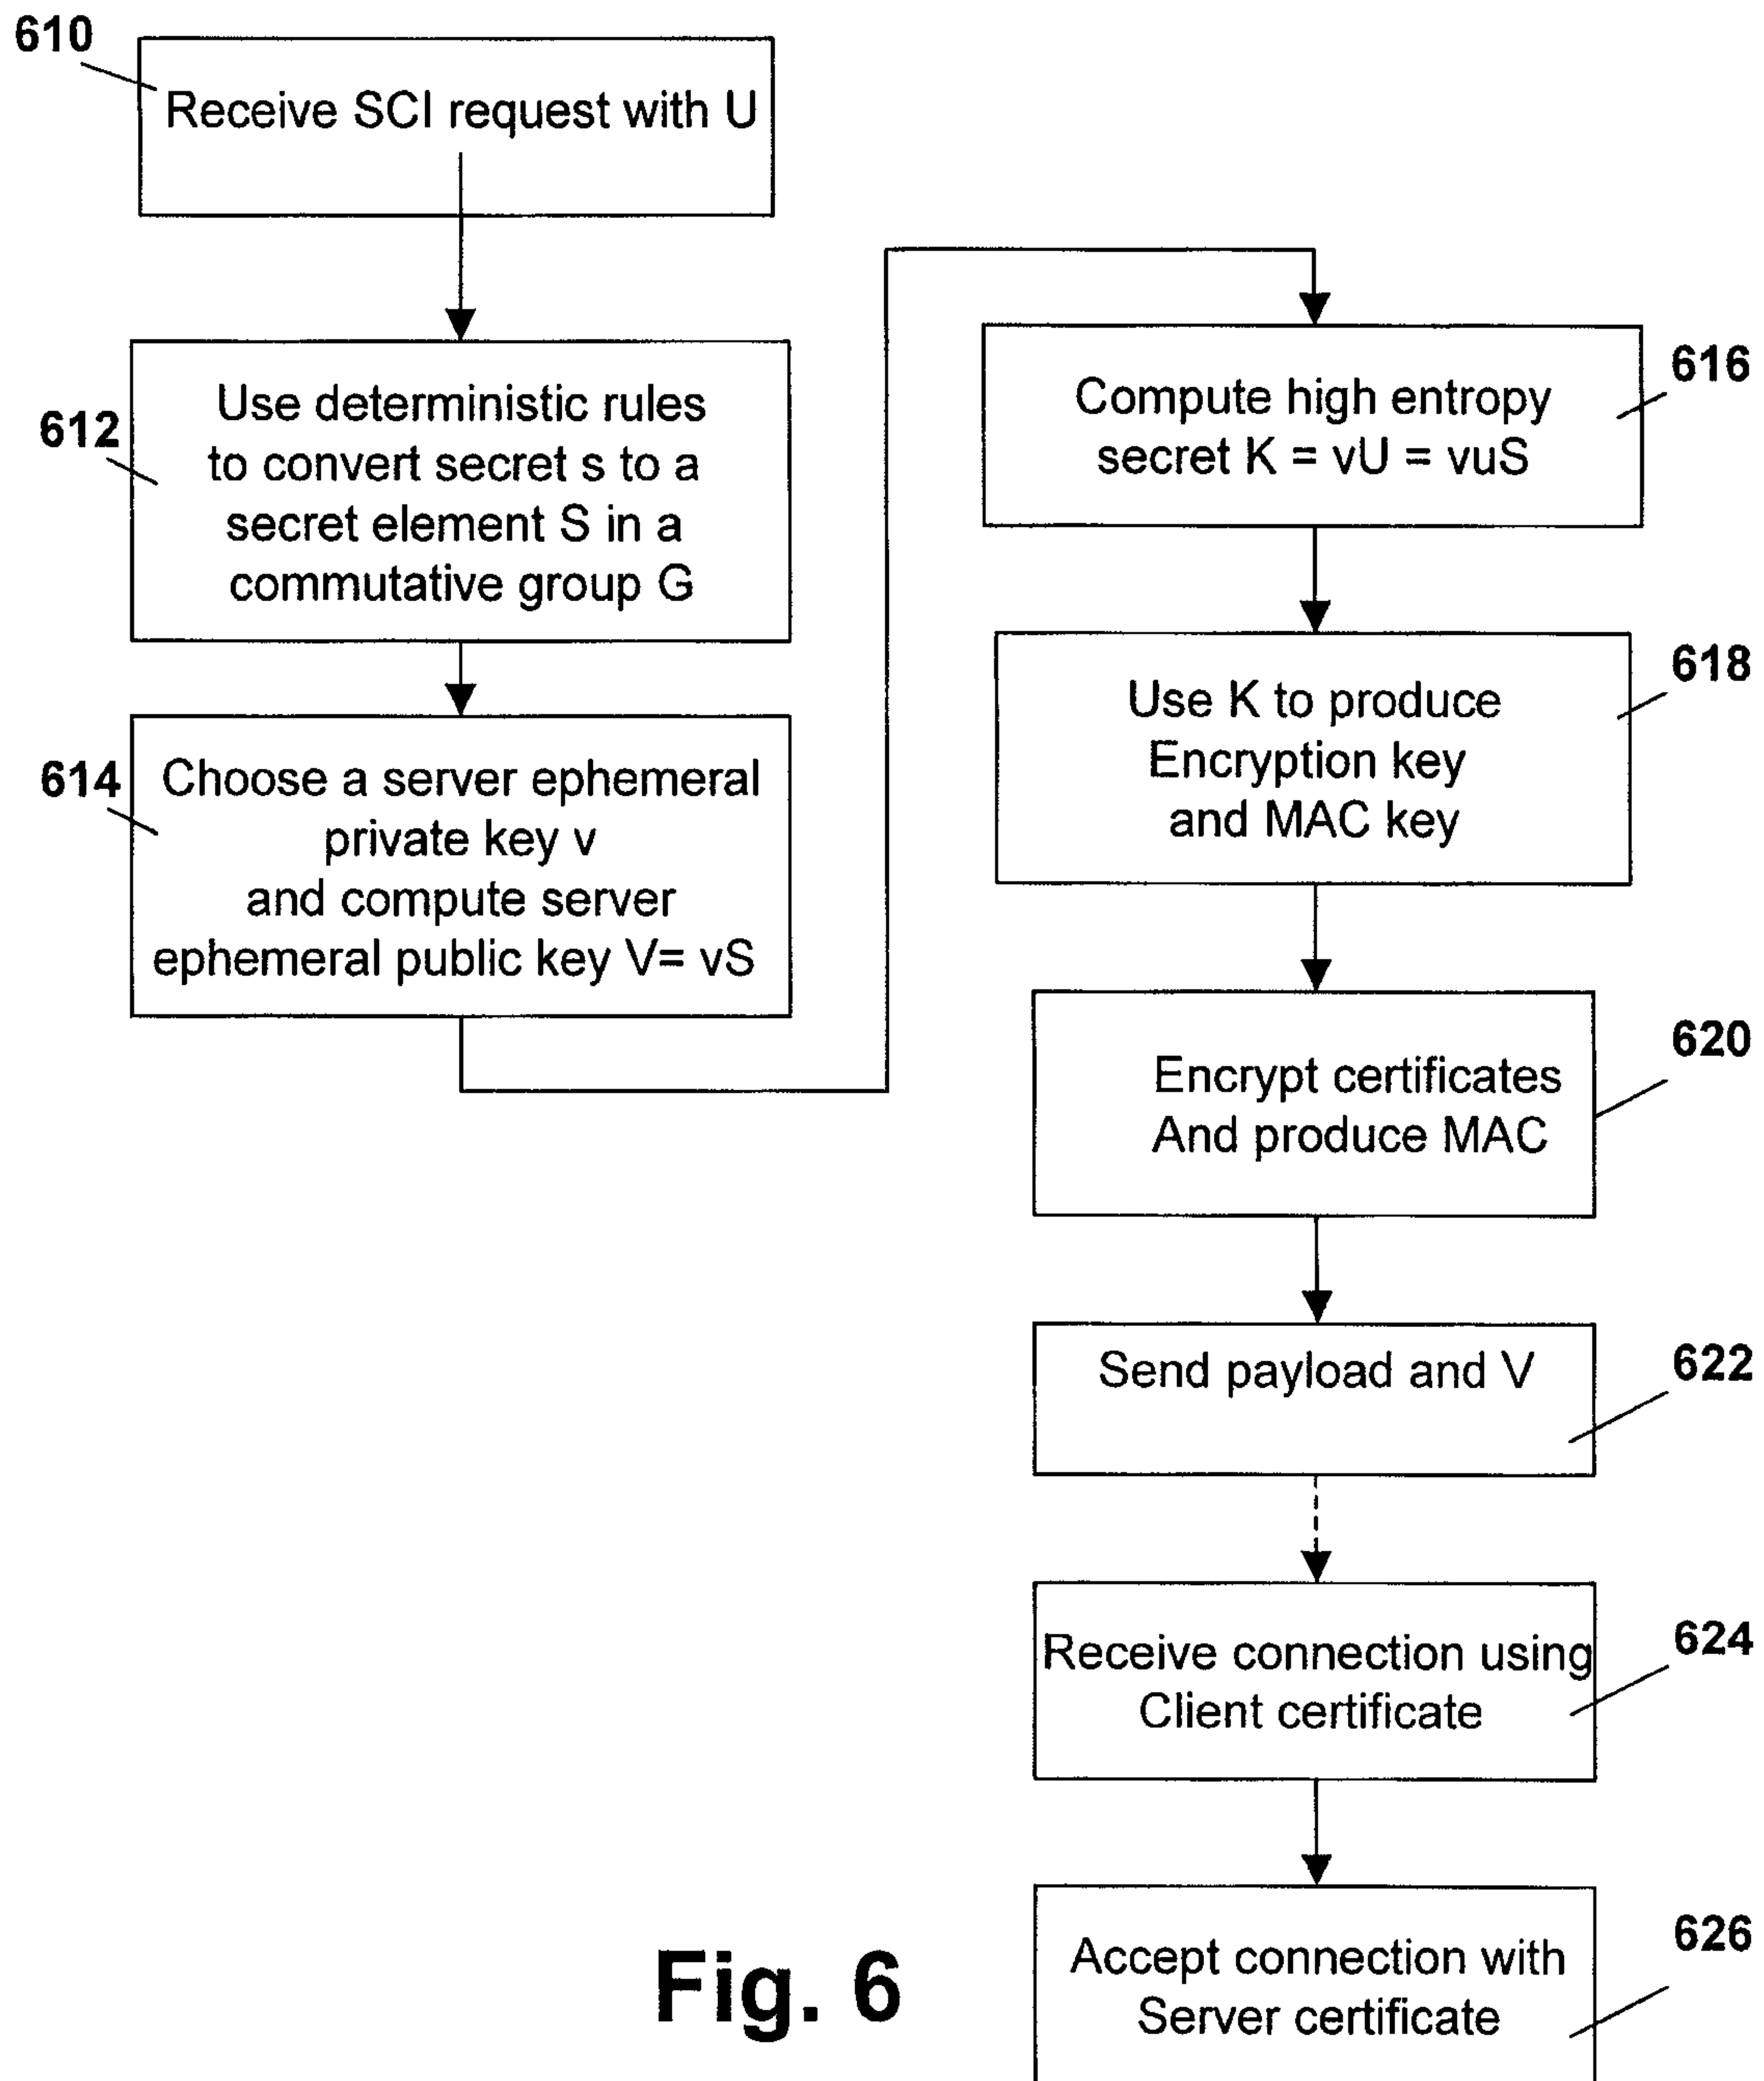 610
Receive SCI request with U
612
Use deterministic rules
to convert secret s to a
secret element S in a
commutative group G
614
Choose a server ephemeral
private key v
and compute server
ephemeral public key V= vS
616
Compute high entropy
secret K = vU = vuS
618
Use K to produce
Encryption key
and MAC key
620
Encrypt certificates
And produce MAC
622
Send payload and V
624
Receive connection using
Client certificate
626
Accept connection with
Server certificate
Fig. 6